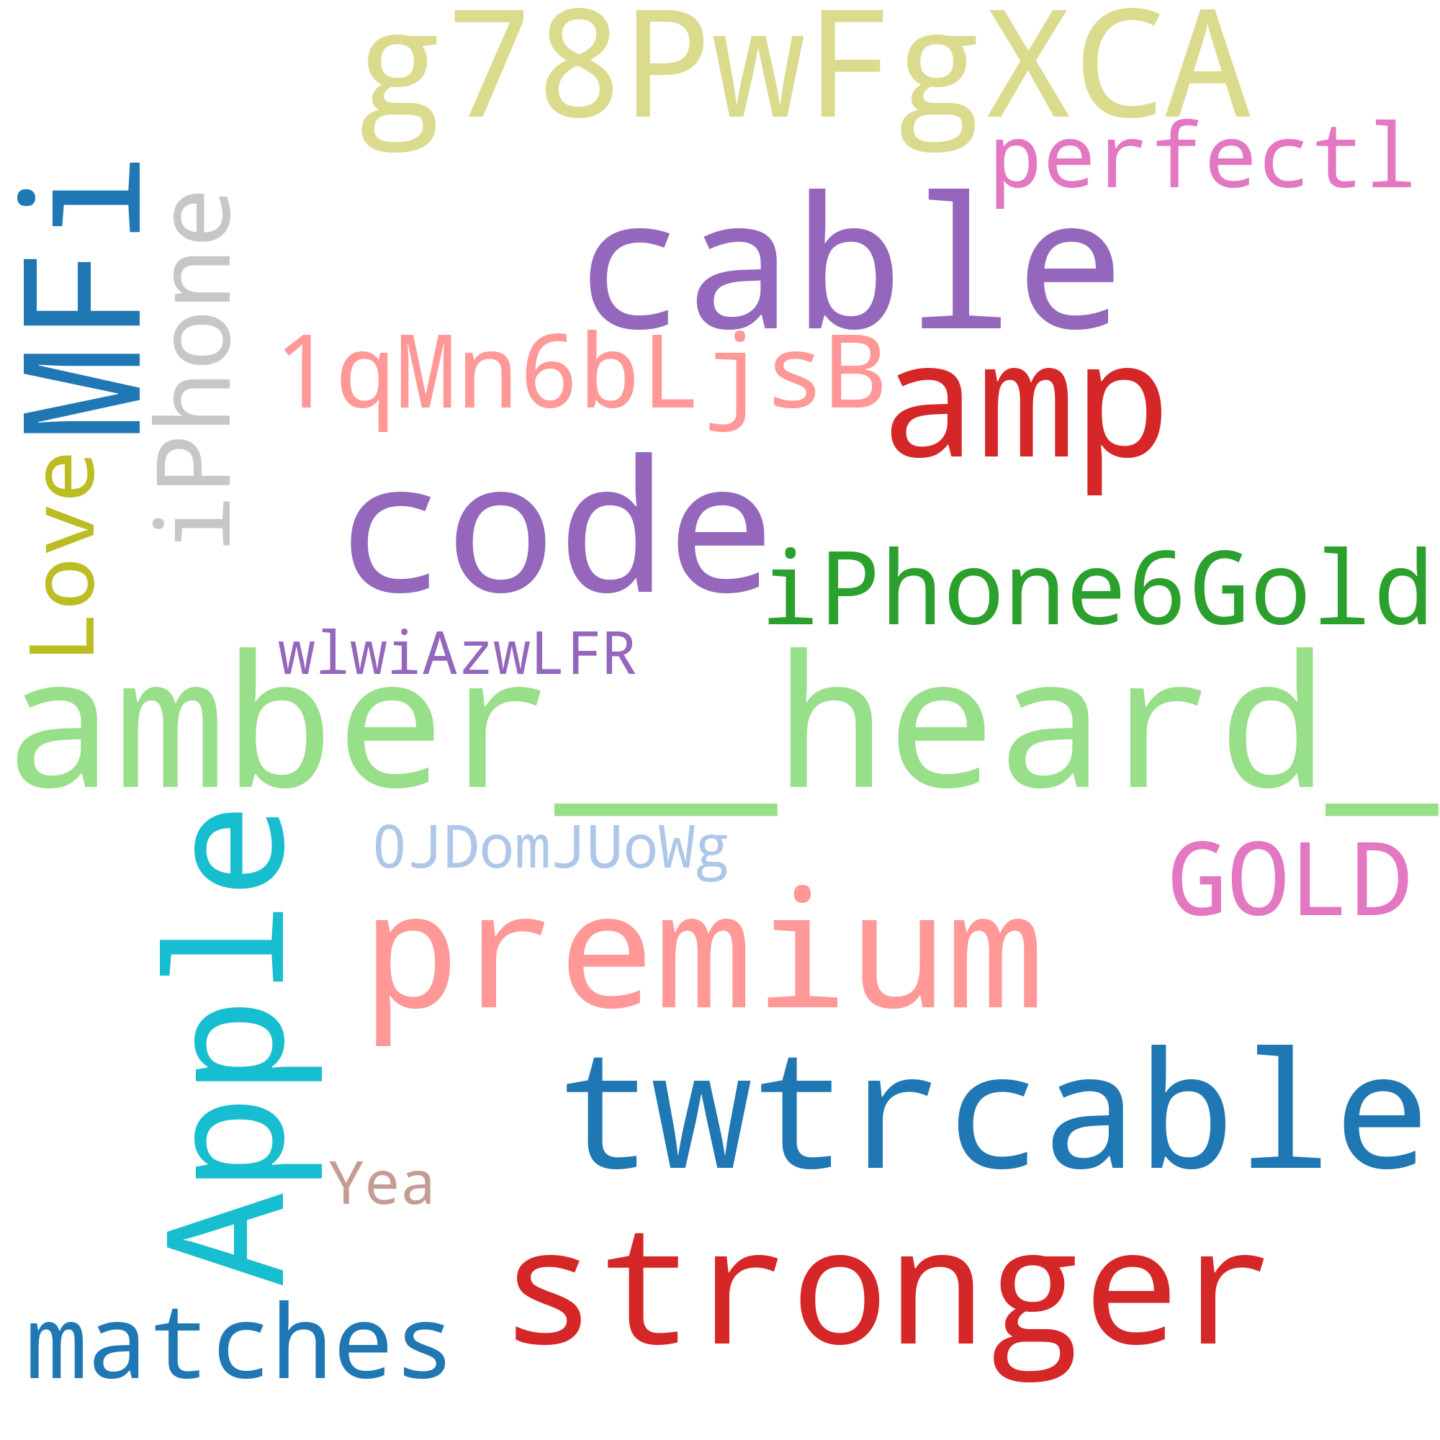 g78PwFgXCA
perfectl
MFi
iPhone
cable
1qMn6bLjsB
amp
Love
code
iPhone6Gold
wlwiAzwLFR
amber__heard_
Apple
0JDomJUoWg
GOLD
premium
twtrcable
Yea
stronger
matches